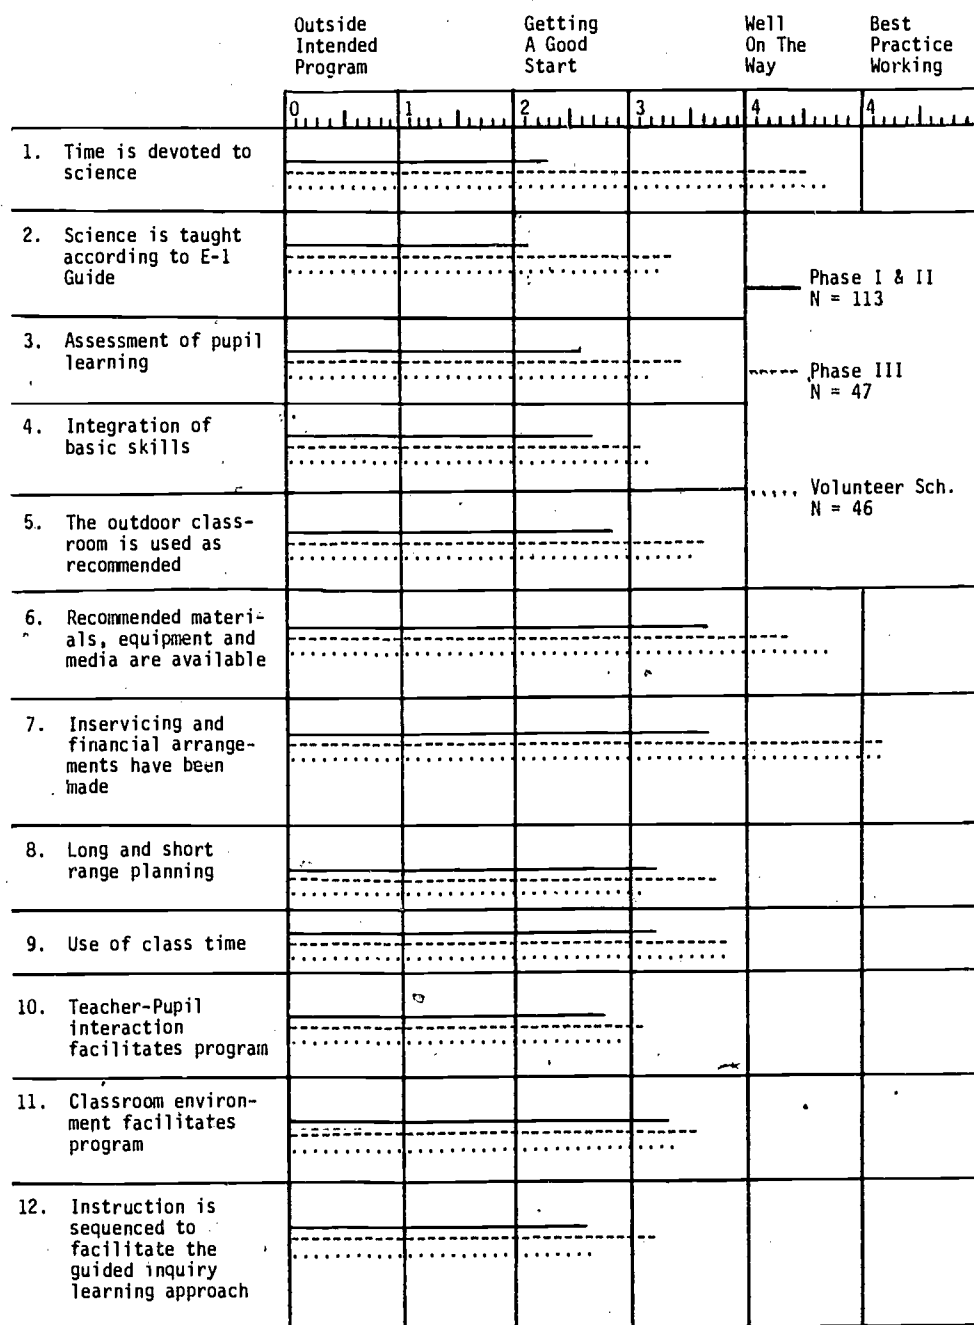 Outside Intended Program
Getting A Good Start
Well On The Way
Best Practice Working
0 1 2 3 4 4
1. Time is devoted to
science
2. Science is taught
according to E-1
Guide
Phase I & II
N = 113
3. Assessment of pupil
learning
Phase III
N = 47
4. Integration of
basic skills
Volunteer Sch.
N = 46
5. The outdoor class-
room is used as
recommended
6. Recommended materi-
als, equipment and
media are available
7. Inservicing and
financial arrange-
ments have been
made
8. Long and short
range planning
9. Use of class time
10. Teacher-Pupil
interaction
facilitates program
11. Classroom environ-
ment facilitates
program
12. Instruction is
sequenced to
facilitate the
guided inquiry
learning approach